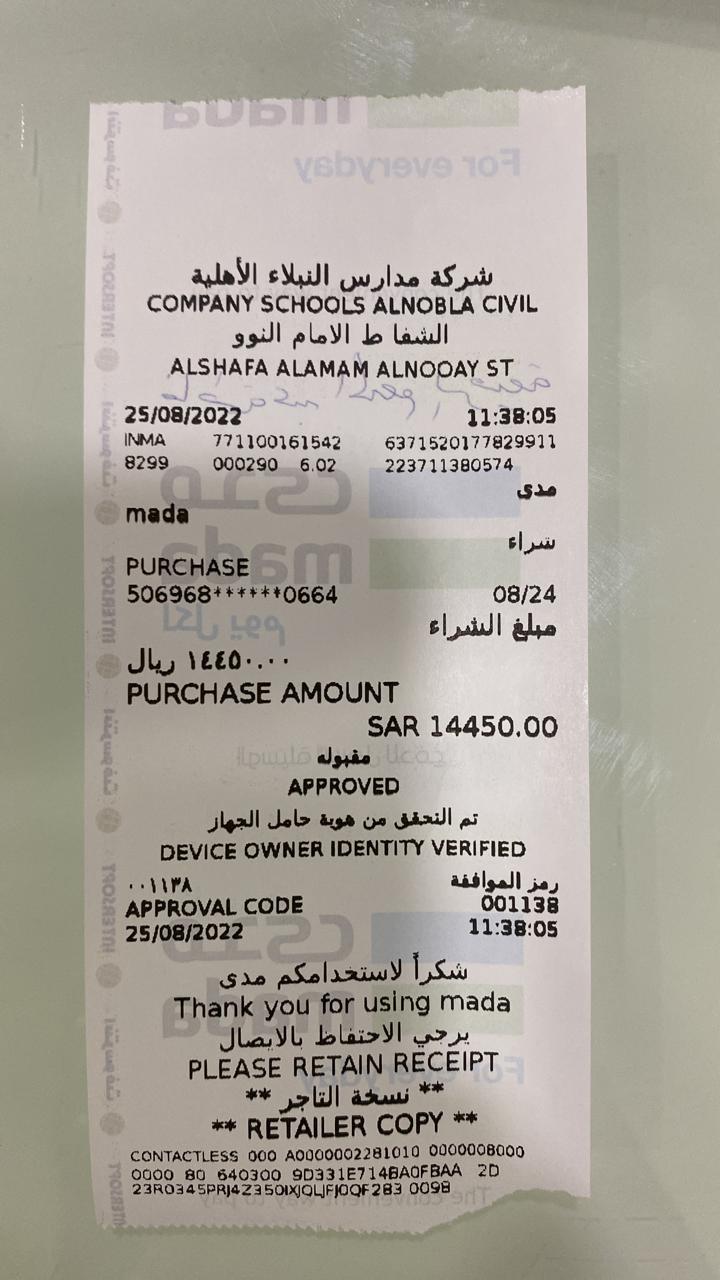 شركة مدارس النبلاء الأهلية
COMPANY SCHOOLS ALNOBLA CIVIL
الشفا ط الامام النوو
ALSHAFA ALAMAM ALNOOAY ST
25/08/2022 11:38:05
INMA 771100161542 6371520177829911
8299 000290 6.02 223711380574
مدى
mada
شراء
PURCHASE
506968******0664 08/24
مبلغ الشراء
١٤٤٥٠.٠٠ ريال
PURCHASE AMOUNT
SAR 14450.00
مقبوله
APPROVED
تم التحقق من هوية حامل الجهاز
DEVICE OWNER IDENTITY VERIFIED
رمز الموافقة ٠٠١١٣٨
APPROVAL CODE 001138
25/08/2022 11:38:05
شكراً لاستخدامكم مدى
Thank you for using mada
يرجي الاحتفاظ بالايصال
PLEASE RETAIN RECEIPT
** نسخة التاجر **
** RETAILER COPY **
CONTACTLESS 000 A0000002281010 0000008000
0000 80 640300 9D331E714BA0FBAA 2D